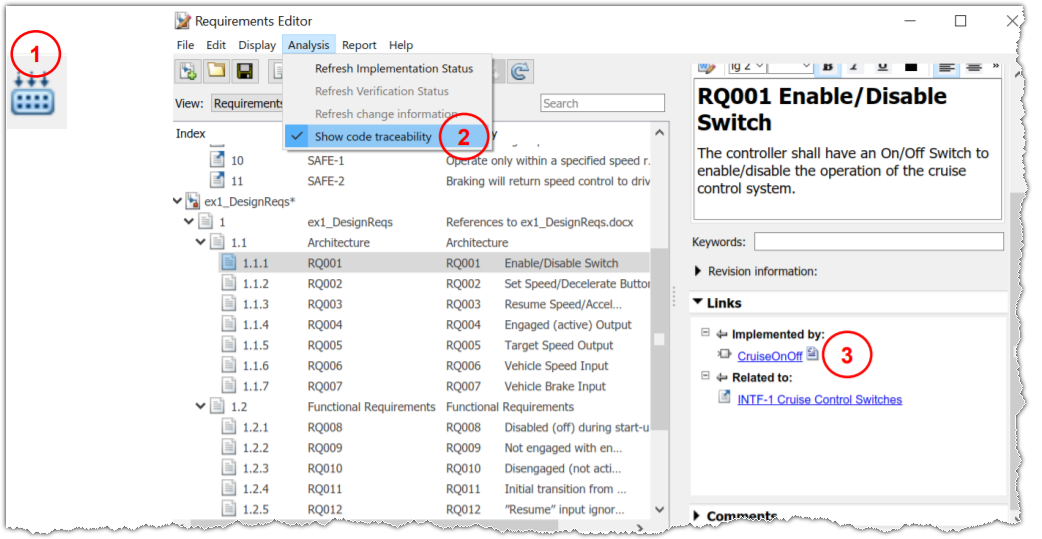 1
Requirements Editor
File Edit Display Analysis Report Help
Refresh Implementation Status
Refresh Verification Status
Refresh change information
Show code traceability
2
View: Requirements
Search
Index
y
10 SAFE-1 Operate only within a specified speed r.
11 SAFE-2 Braking will return speed control to driv
ex1_DesignReqs*
1 ex1_DesignReqs References to ex1_DesignReqs.docx
1.1 Architecture Architecture
1.1.1 RQ001 RQ001 Enable/Disable Switch
1.1.2 RQ002 RQ002 Set Speed/Decelerate Button
1.1.3 RQ003 RQ003 Resume Speed/Accel...
1.1.4 RQ004 RQ004 Engaged (active) Output
1.1.5 RQ005 RQ005 Target Speed Output
1.1.6 RQ006 RQ006 Vehicle Speed Input
1.1.7 RQ007 RQ007 Vehicle Brake Input
1.2 Functional Requirements Functional Requirements
1.2.1 RQ008 RQ008 Disabled (off) during start-u
1.2.2 RQ009 RQ009 Not engaged with en...
1.2.3 RQ010 RQ010 Disengaged (not acti...
1.2.4 RQ011 RQ011 Initial transition from ...
1.2.5 RQ012 RQ012 "Resume" input ignor...
B I U »
RQ001 Enable/Disable
Switch
The controller shall have an On/Off Switch to
enable/disable the operation of the cruise
control system.
Keywords:
Revision information:
Links
Implemented by:
CruiseOnOff
3
Related to:
INTF-1 Cruise Control Switches
Comments